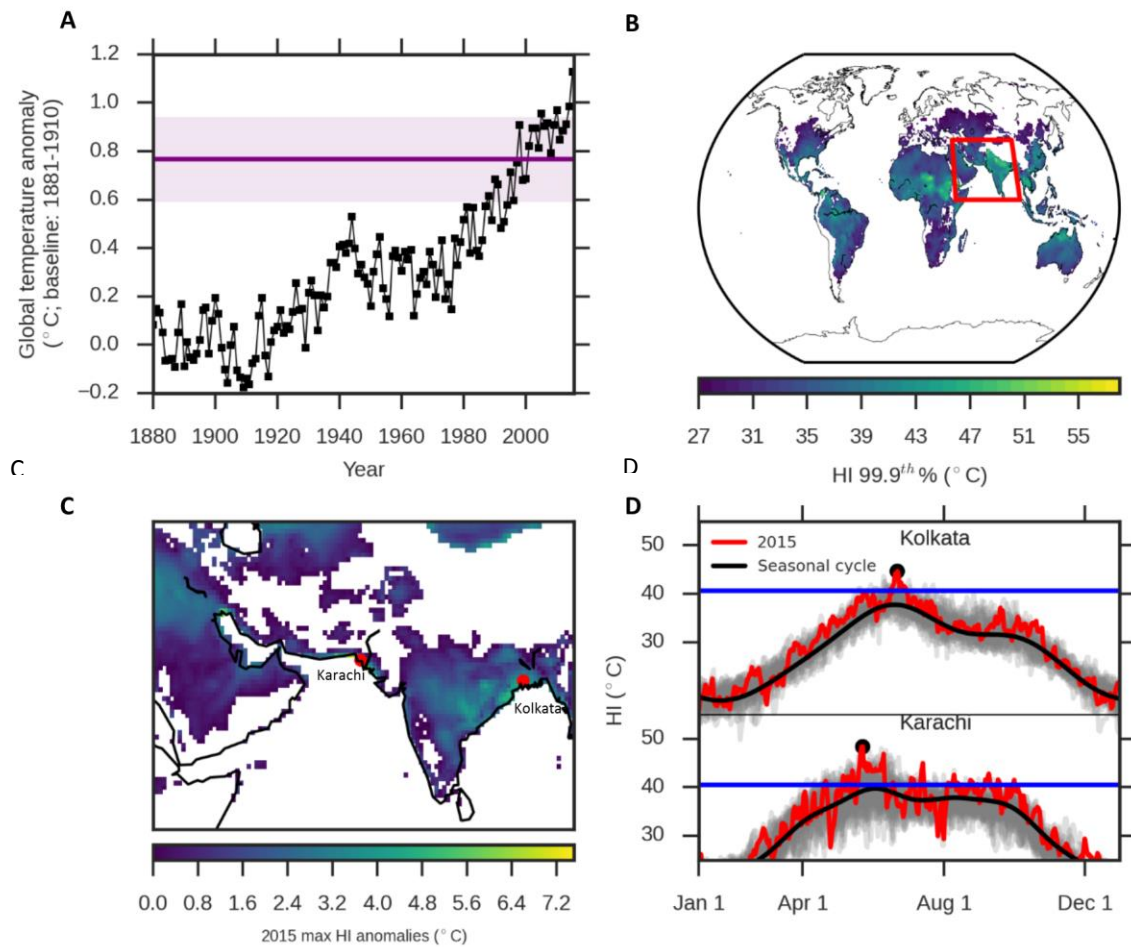 A
B
1.2
1.0
0.8
0.6
0.4
0.2
0.0
−0.2
Global temperature anomaly
(°C; baseline: 1881-1910)
1880 1900 1920 1940 1960 1980 2000
Year
27 31 35 39 43 47 51 55
HI 99.9th % (°C)
C
D
C
D
Karachi
Kolkata
0.0 0.8 1.6 2.4 3.2 4.0 4.8 5.6 6.4 7.2
2015 max HI anomalies (°C)
2015
Seasonal cycle
Kolkata
50
40
30
Karachi
50
40
30
HI (°C)
Jan 1 Apr 1 Aug 1 Dec 1